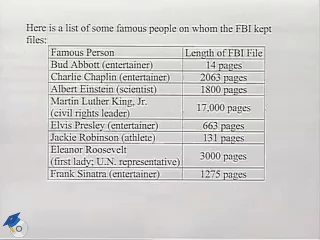 Here is a list of some famous people on whom the FBI kept
files:
Famous Person Length of FBI File
Bud Abbott (entertainer) 14 pages
Charlie Chaplin (entertainer) 2063 pages
Albert Einstein (scientist) 1800 pages
Martin Luther King, Jr.
(civil rights leader) 17,000 pages
Elvis Presley (entertainer) 663 pages
Jackie Robinson (athlete) 131 pages
Eleanor Roosevelt
(first lady; U.N. representative) 3000 pages
Frank Sinatra (entertainer) 1275 pages